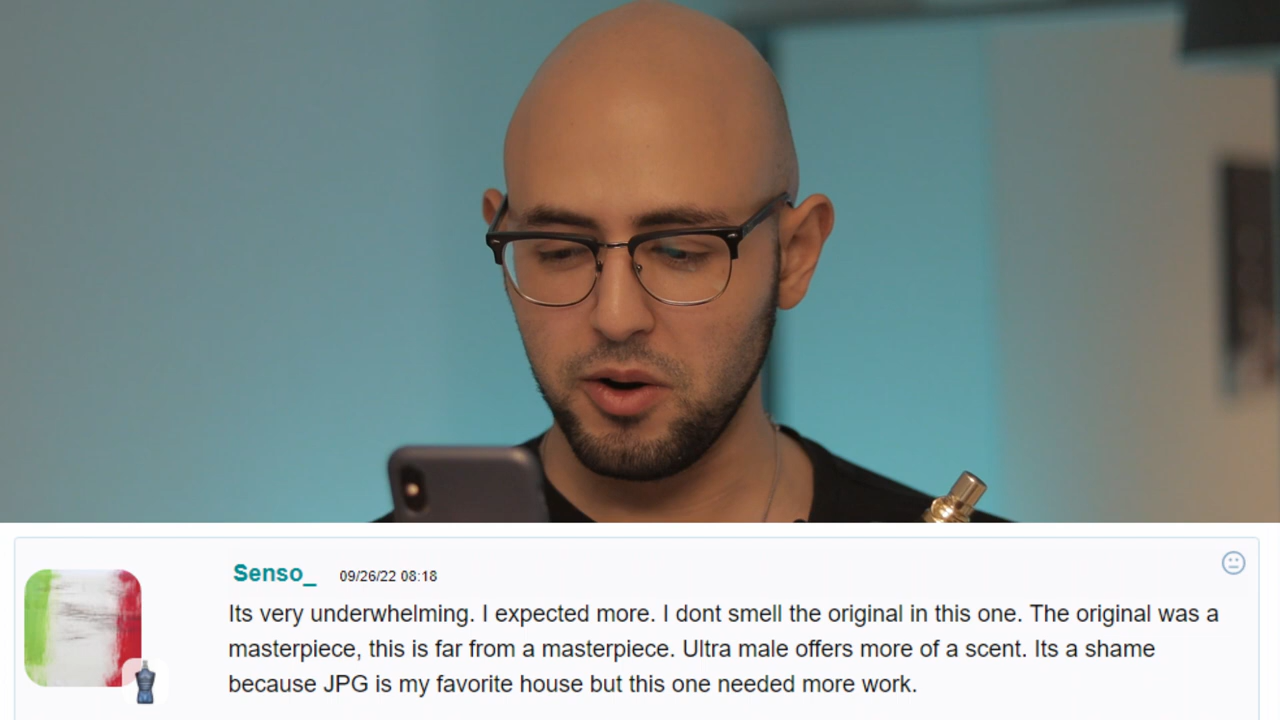 Senso_ 09/26/22 08:18
Its very underwhelming. I expected more. I dont smell the original in this one. The original was a
masterpiece, this is far from a masterpiece. Ultra male offers more of a scent. Its a shame
because JPG is my favorite house but this one needed more work.